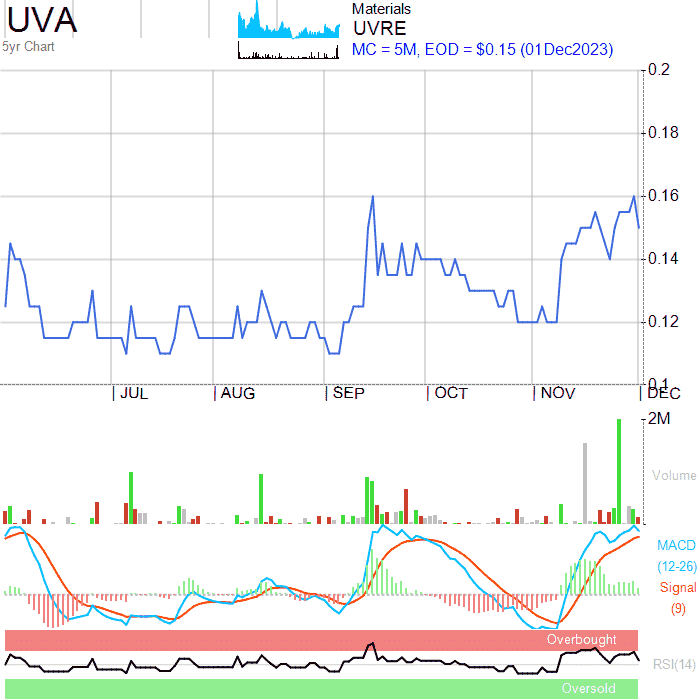 UVA
5yr Chart
Materials
UVRE
MC = 5M, EOD = $0.15 (01Dec2023)
0.2
0.18
0.16
0.14
0.12
0.1
| JUL | AUG | SEP | OCT | NOV | DEC
2M
Volume
MACD
(12-26)
Signal
(9)
Overbought
RSI(14)
Oversold